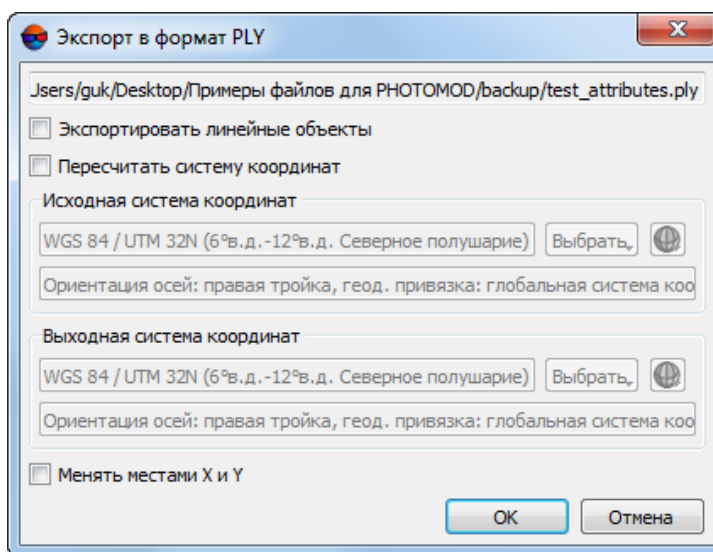 Экспорт в формат PLY
Jsers/guk/Desktop/Примеры файлов для PHOTOMOD/backup/test_attributes.ply
Экспортировать линейные объекты
Пересчитать систему координат
Исходная система координат
WGS 84 / UTM 32N (6°в.д.-12°в.д. Северное полушарие) Выбрать
Ориентация осей: правая тройка, геод. привязка: глобальная система коо
Выходная система координат
WGS 84 / UTM 32N (6°в.д.-12°в.д. Северное полушарие) Выбрать
Ориентация осей: правая тройка, геод. привязка: глобальная система коо
Менять местами X и Y
OK Отмена